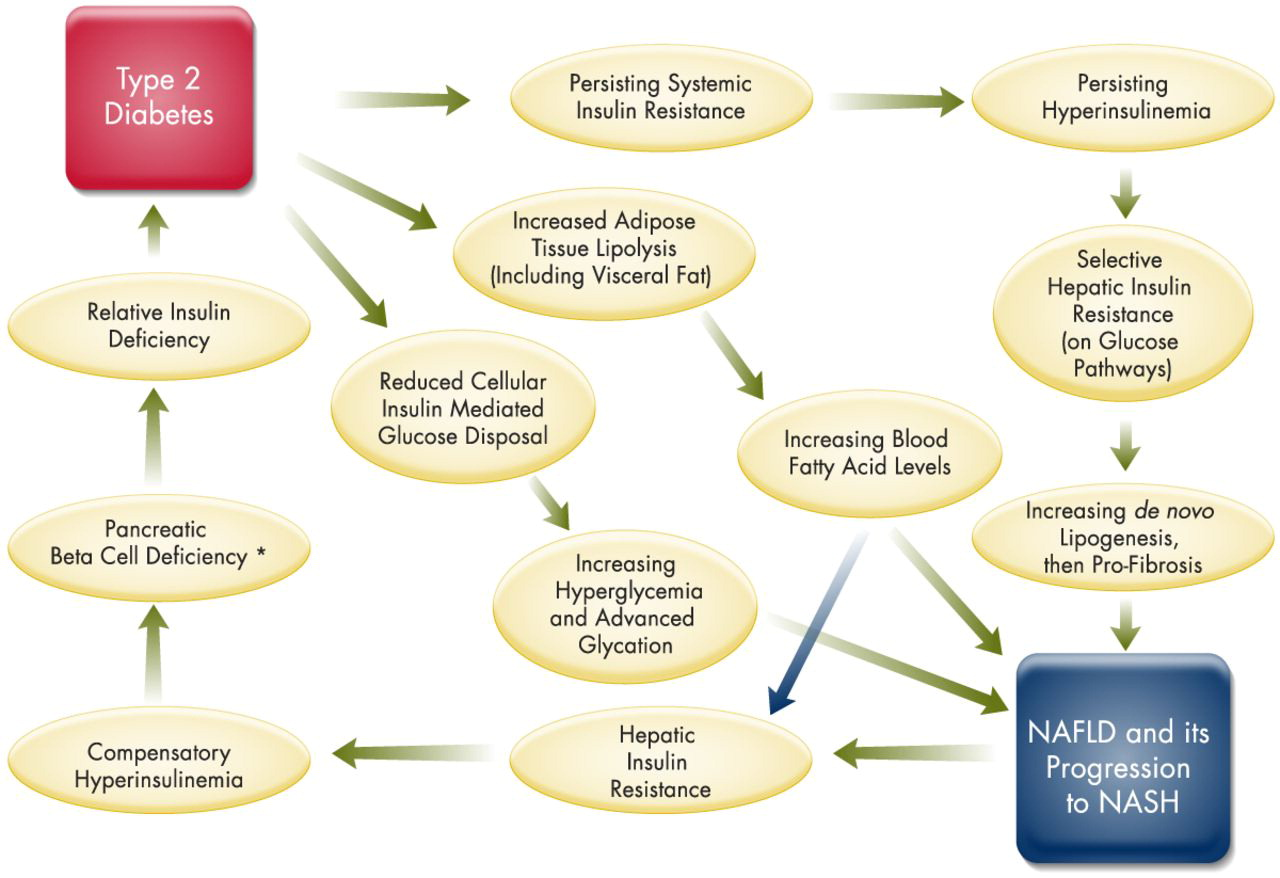 Type 2
Diabetes
Persisting Systemic
Insulin Resistance
Persisting
Hyperinsulinemia
Increased Adipose
Tissue Lipolysis
(Including Visceral Fat)
Selective
Hepatic Insulin
Resistance
(on Glucose
Pathways)
Relative Insulin
Deficiency
Reduced Cellular
Insulin Mediated
Glucose Disposal
Increasing Blood
Fatty Acid Levels
Pancreatic
Beta Cell Deficiency *
Increasing
Hyperglycemia
and Advanced
Glycation
Increasing de novo
Lipogenesis,
then Pro-Fibrosis
Compensatory
Hyperinsulinemia
Hepatic
Insulin
Resistance
NAFLD and its
Progression
to NASH